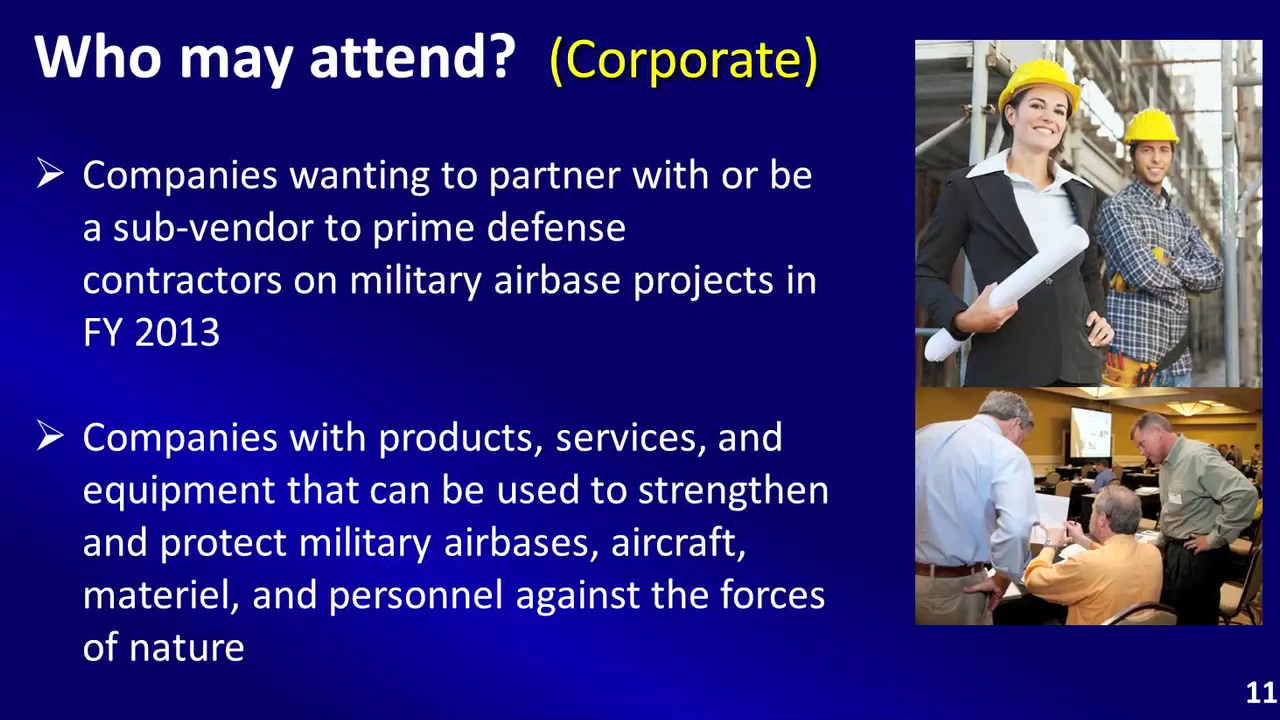 Who may attend? (Corporate)
➢ Companies wanting to partner with or be
a sub-vendor to prime defense
contractors on military airbase projects in
FY 2013
➢ Companies with products, services, and
equipment that can be used to strengthen
and protect military airbases, aircraft,
materiel, and personnel against the forces
of nature
11